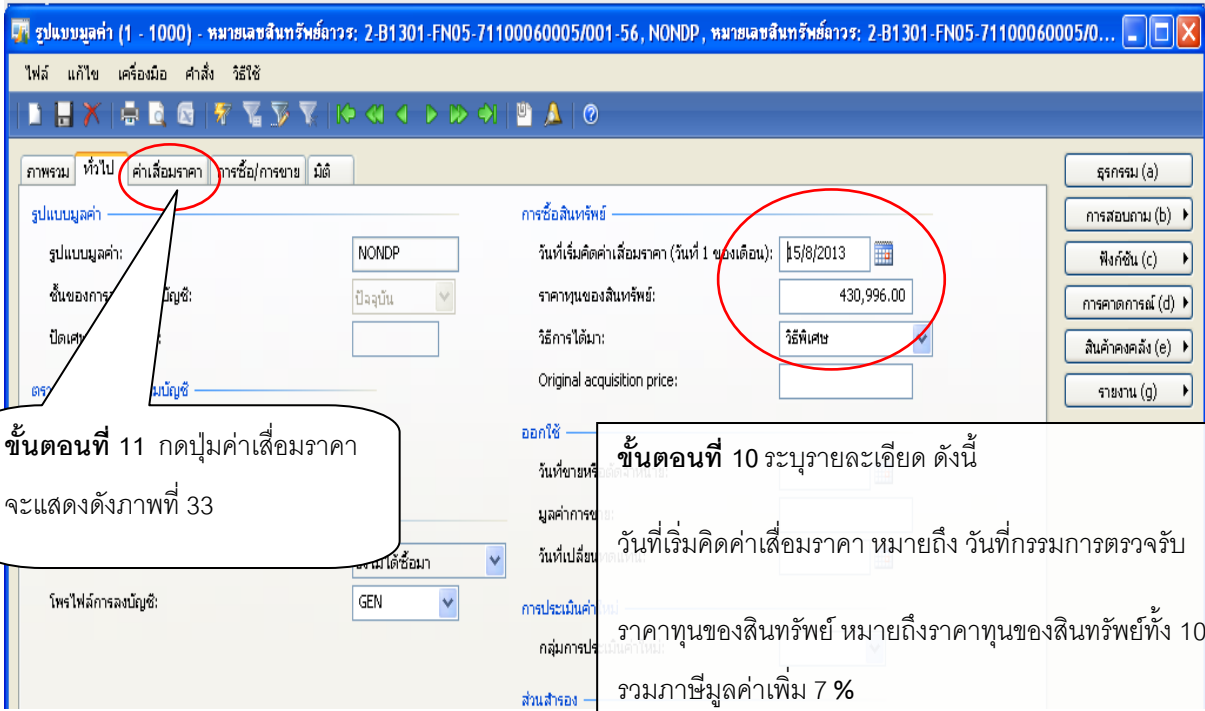 รูปแบบมูลค่า (1 - 1000) - หมายเลขสินทรัพย์ถาวร: 2-B1301-FN05-71100060005/001-56, NONDP, หมายเลขสินทรัพย์ถาวร: 2-B1301-FN05-71100060005/0...
ไฟล์ แก้ไข เครื่องมือ คำสั่ง วิธีใช้
ภาพรวม ทั่วไป ค่าเสื่อมราคา การซื้อ/การขาย มิติ
ธุรกรรม (a)
การสอบถาม (b)
ฟังก์ชัน (c)
การคาดการณ์ (d)
สินค้าคงคลัง (e)
รายงาน (g)
รูปแบบมูลค่า
รูปแบบมูลค่า: NONDP
ชั้นของการ บัญชี: ปัจจุบัน
ปัดเศษ
ตรา มบัญชี
การซื้อสินทรัพย์
วันที่เริ่มคิดค่าเสื่อมราคา (วันที่ 1 ของเดือน): 15/8/2013
ราคาทุนของสินทรัพย์: 430,996.00
วิธีการได้มา: วิธีพิเศษ
Original acquisition price:
ขั้นตอนที่ 11 กดปุ่มค่าเสื่อมราคา
จะแสดงดังภาพที่ 33
ได้ซื้อมา
โพรไฟล์การลงบัญชี: GEN
ออกใช้
วันที่ขายหรือ
มูลค่าการขาย:
วันที่เปลี่ยน
การประเมินค่าใหม่
กลุ่มการประเมินค่าใหม่:
ส่วนสำรอง
ขั้นตอนที่ 10 ระบุรายละเอียด ดังนี้
วันที่เริ่มคิดค่าเสื่อมราคา หมายถึง วันที่กรรมการตรวจรับ
ราคาทุนของสินทรัพย์ หมายถึงราคาทุนของสินทรัพย์ทั้ง 10
รวมภาษีมูลค่าเพิ่ม 7 %